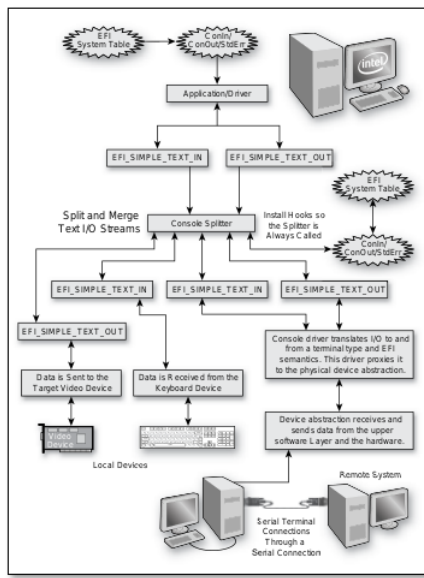 EFI
System Table
ConIn/
ConOut/StdErr
intel
Application/Driver
EFI_SIMPLE_TEXT_IN
EFI_SIMPLE_TEXT_OUT
EFI
System Table
Split and Merge
Text I/O Streams
Console Splitter
Install Hooks so
the Splitter is
Always Called
ConIn/
ConOut/StdErr
EFI_SIMPLE_TEXT_IN
EFI_SIMPLE_TEXT_IN
EFI_SIMPLE_TEXT_OUT
EFI_SIMPLE_TEXT_OUT
Console driver translates I/O to and
from a terminal type and EFI
semantics. This driver proxies it
to the physical device abstraction.
Data is Sent to the
Target Video Device
Data is Received from the
Keyboard Device
Device abstraction receives and
sends data from the upper
software Layer and the hardware.
Video
Device
Local Devices
Remote System
Serial Terminal
Connections
Through a
Serial Connection